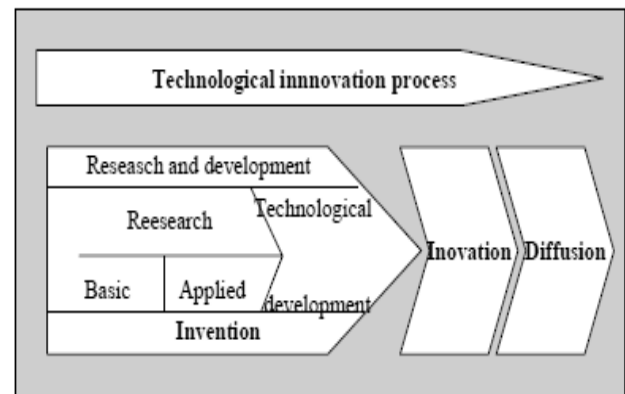 Technological innnovation process
Reseasch and development
Reesearch
Technological
Basic
Applied
development
Invention
Inovation
Diffusion